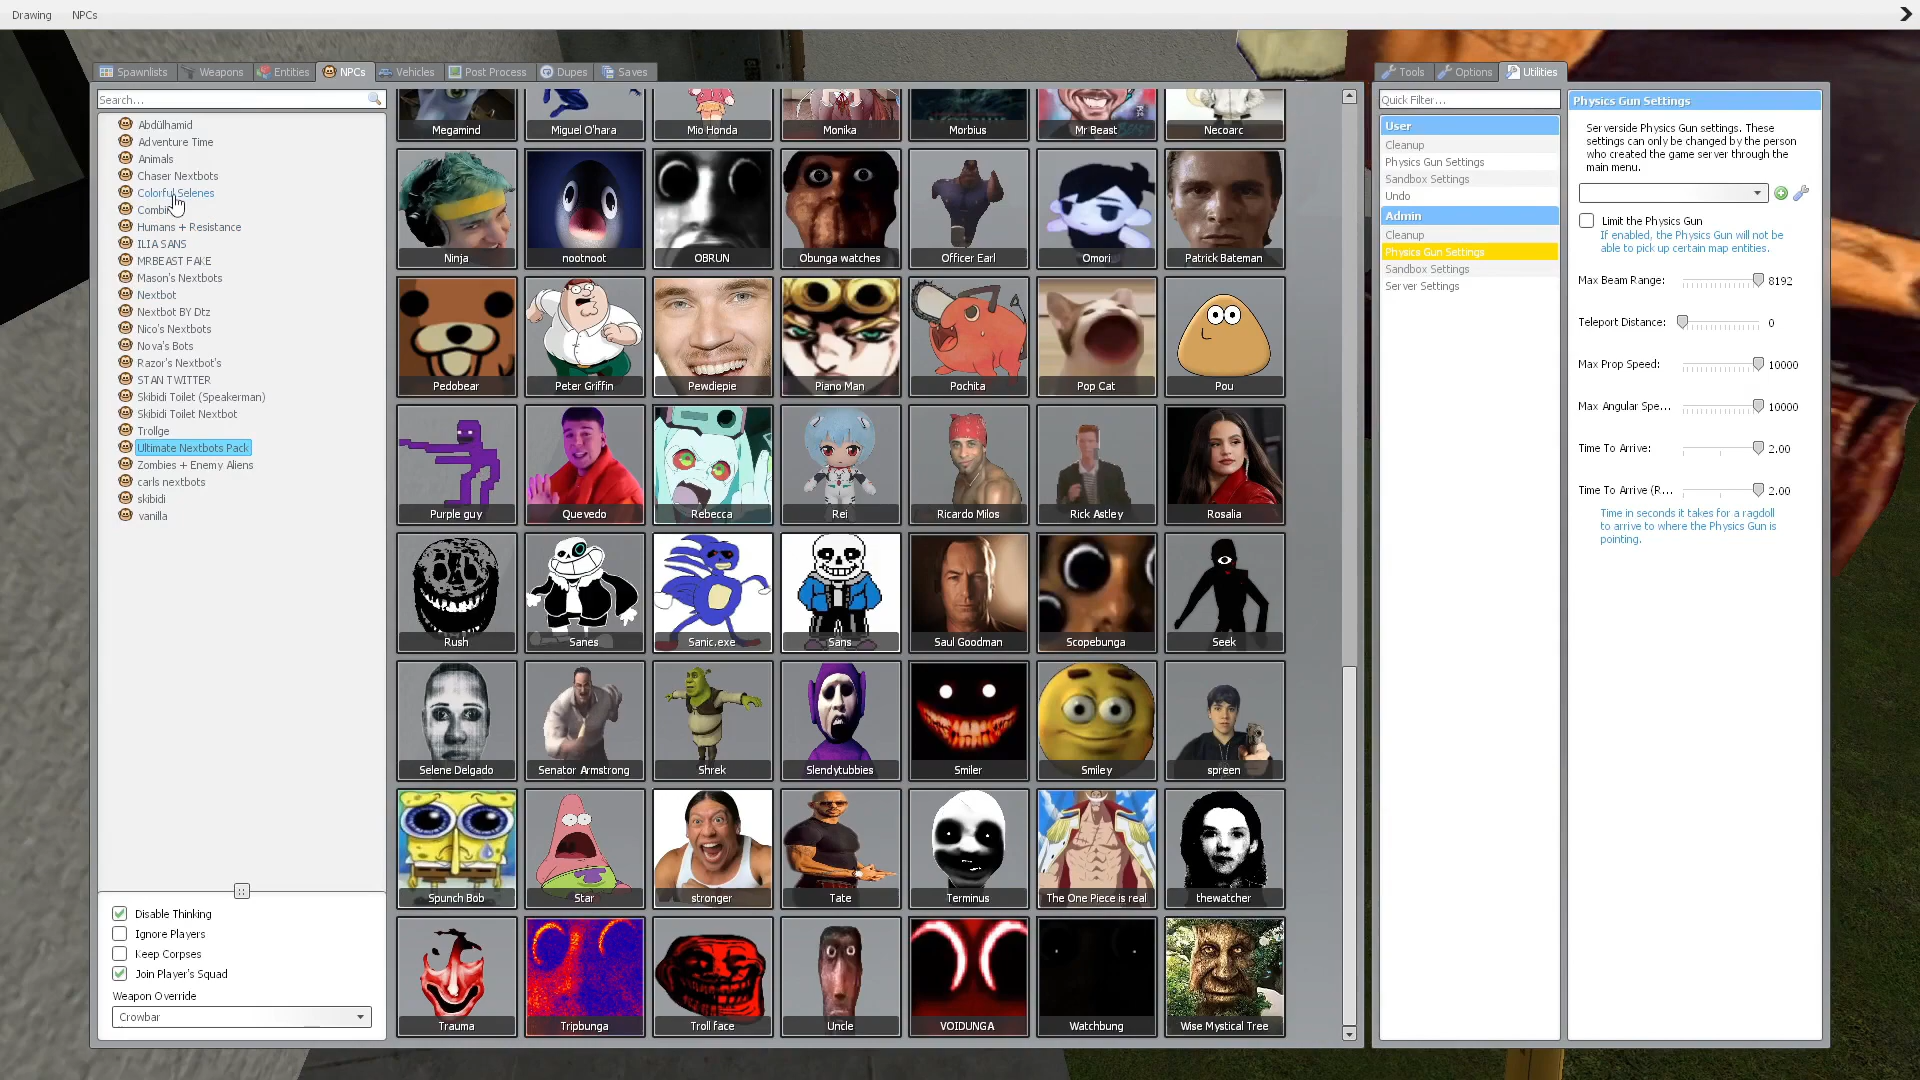 Drawing
NPCs
Spawnlists
Weapons
Entities
NPCs
Vehicles
Post Process
Dupes
Saves
Search...
Abdülhamid
Adventure Time
Animals
Chaser Nextbots
Colorful Selenes
Humans + Resistance
ILIA SANS
MRBEAST FAKE
Mason's Nextbots
Nextbot
Nextbot BY Dtz
Nico's Nextbots
Nova's Bots
Razor's Nextbot's
STAN TWITTER
Skibidi Toilet (Speakerman)
Skibidi Toilet Nextbot
Trollge
Ultimate Nextbots Pack
Zombies + Enemy Aliens
carls nextbots
skibidi
vanilla
Disable Thinking
Ignore Players
Keep Corpses
Join Player's Squad
Weapon Override
Crowbar
Megamind
Miguel O'hara
Mio Honda
Monika
Morbius
Mr Beast
Necoarc
Ninja
nootnoot
OBRUN
Obunga watches
Officer Earl
Omori
Patrick Bateman
Pedobear
Peter Griffin
Pewdiepie
Piano Man
Pochita
Pop Cat
Pou
Purple guy
Quevedo
Rebecca
Rei
Ricardo Milos
Rick Astley
Rosalia
Rush
Sanes
Sanic.exe
Sans
Saul Goodman
Scopebunga
Seek
Selene Delgado
Senator Armstrong
Shrek
Slendytubbies
Smiler
Smiley
spreen
Spunch Bob
Star
stronger
Tate
Terminus
The One Piece is real
thewatcher
Trauma
Tripbunga
Troll face
Uncle
VOIDUNGA
Watchbung
Wise Mystical Tree
Tools
Options
Utilities
Quick Filter...
User
Cleanup
Physics Gun Settings
Sandbox Settings
Undo
Admin
Cleanup
Physics Gun Settings
Sandbox Settings
Server Settings
Physics Gun Settings
Serverside Physics Gun settings. These
settings can only be changed by the person
who created the game server through the
main menu.
Limit the Physics Gun
If enabled, the Physics Gun will not be
able to pick up certain map entities.
Max Beam Range: 8192
Teleport Distance: 0
Max Prop Speed: 10000
Max Angular Spe... 10000
Time To Arrive: 2.00
Time To Arrive (R... 2.00
Time in seconds it takes for a ragdoll
to arrive to where the Physics Gun is
pointing.